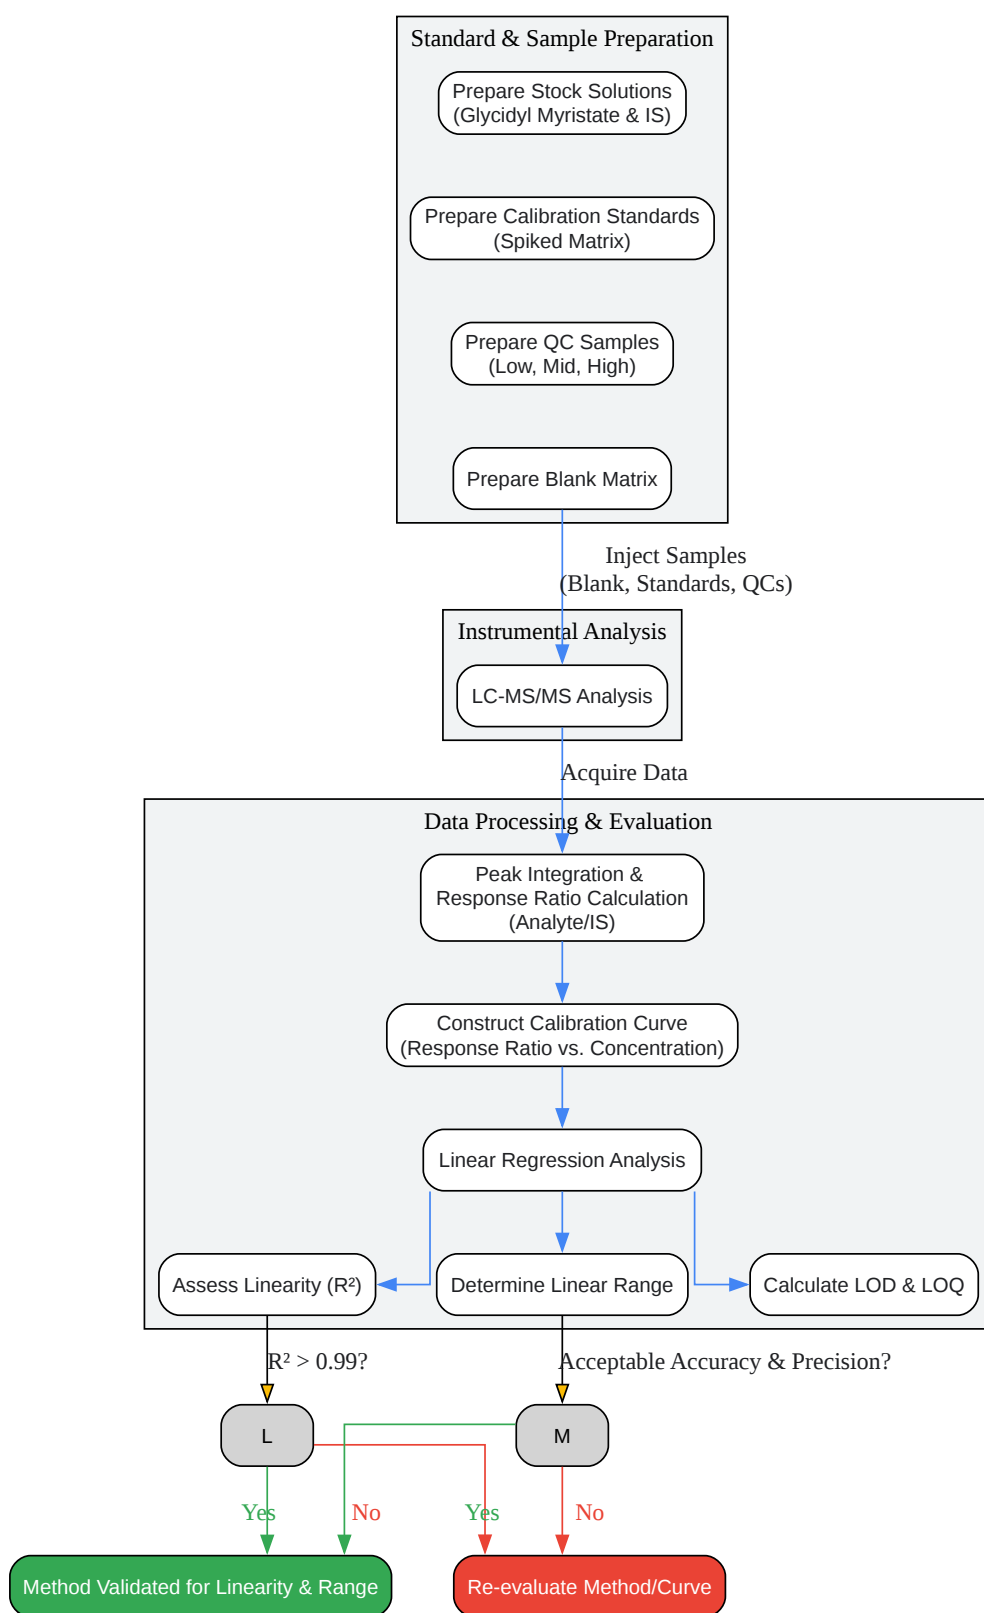 Standard & Sample Preparation
Prepare Stock Solutions
(Glycidyl Myristate & IS)
Prepare Calibration Standards
(Spiked Matrix)
Prepare QC Samples
(Low, Mid, High)
Prepare Blank Matrix
Inject Samples
(Blank, Standards, QCs)
Instrumental Analysis
LC-MS/MS Analysis
Acquire Data
Data Processing & Evaluation
Peak Integration &
Response Ratio Calculation
(Analyte/IS)
Construct Calibration Curve
(Response Ratio vs. Concentration)
Linear Regression Analysis
Assess Linearity (R²)
Determine Linear Range
Calculate LOD & LOQ
R² > 0.99?
Acceptable Accuracy & Precision?
L
M
Yes
No
Yes
No
Method Validated for Linearity & Range
Re-evaluate Method/Curve